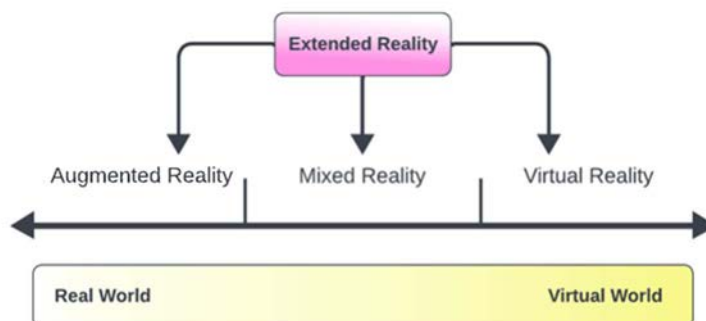 Extended Reality
Augmented Reality
Mixed Reality
Virtual Reality
Real World
Virtual World